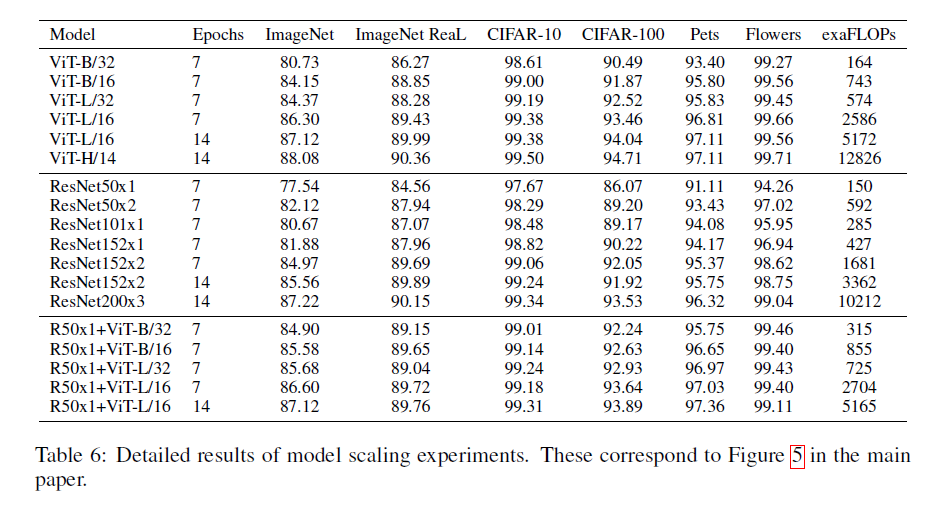 Model Epochs ImageNet ImageNet ReaL CIFAR-10 CIFAR-100 Pets Flowers exaFLOPs
ViT-B/32 7 80.73 86.27 98.61 90.49 93.40 99.27 164
ViT-B/16 7 84.15 88.85 99.00 91.87 95.80 99.56 743
ViT-L/32 7 84.37 88.28 99.19 92.52 95.83 99.45 574
ViT-L/16 7 86.30 89.43 99.38 93.46 96.81 99.66 2586
ViT-L/16 14 87.12 89.99 99.38 94.04 97.11 99.56 5172
ViT-H/14 14 88.08 90.36 99.50 94.71 97.11 99.71 12826
ResNet50x1 7 77.54 84.56 97.67 86.07 91.11 94.26 150
ResNet50x2 7 82.12 87.94 98.29 89.20 93.43 97.02 592
ResNet101x1 7 80.67 87.07 98.48 89.17 94.08 95.95 285
ResNet152x1 7 81.88 87.96 98.82 90.22 94.17 96.94 427
ResNet152x2 7 84.97 89.69 99.06 92.05 95.37 98.62 1681
ResNet152x2 14 85.56 89.89 99.24 91.92 95.75 98.75 3362
ResNet200x3 14 87.22 90.15 99.34 93.53 96.32 99.04 10212
R50x1+ViT-B/32 7 84.90 89.15 99.01 92.24 95.75 99.46 315
R50x1+ViT-B/16 7 85.58 89.65 99.14 92.63 96.65 99.40 855
R50x1+ViT-L/32 7 85.68 89.04 99.24 92.93 96.97 99.43 725
R50x1+ViT-L/16 7 86.60 89.72 99.18 93.64 97.03 99.40 2704
R50x1+ViT-L/16 14 87.12 89.76 99.31 93.89 97.36 99.11 5165
Table 6: Detailed results of model scaling experiments. These correspond to Figure 5 in the main
paper.